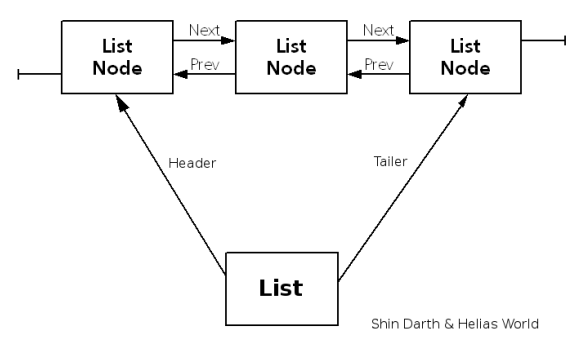 Next
Next
List
Node
List
Node
List
Node
Prev
Prev
Header
Tailer
List
Shin Darth & Helias World